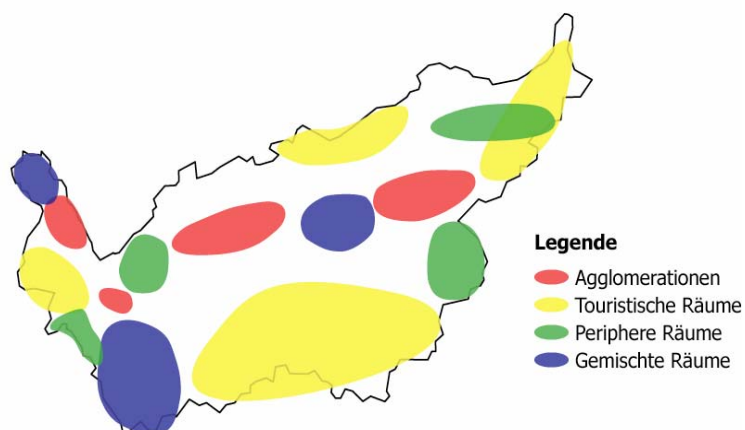 Legende
Agglomerationen
Touristische Räume
Periphere Räume
Gemischte Räume